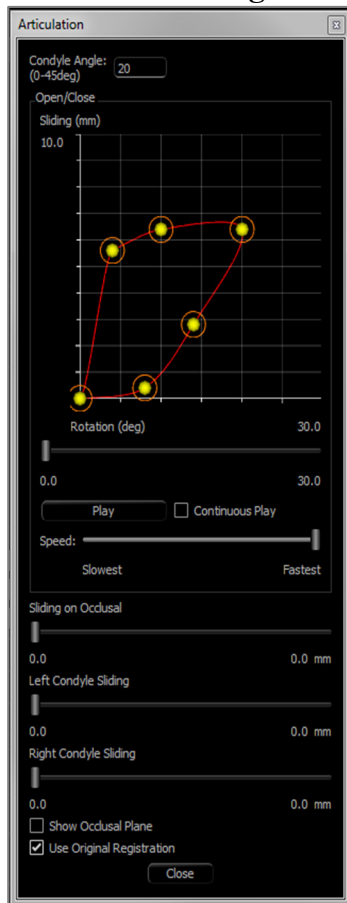 Articulation
Condyle Angle:
(0-45deg)
20
Open/Close
Sliding (mm)
10.0
Rotation (deg) 30.0
0.0 30.0
Play Continuous Play
Speed:
Slowest Fastest
Sliding on Occlusal
0.0 0.0 mm
Left Condyle Sliding
0.0 0.0 mm
Right Condyle Sliding
0.0 0.0 mm
Show Occlusal Plane
Use Original Registration
Close